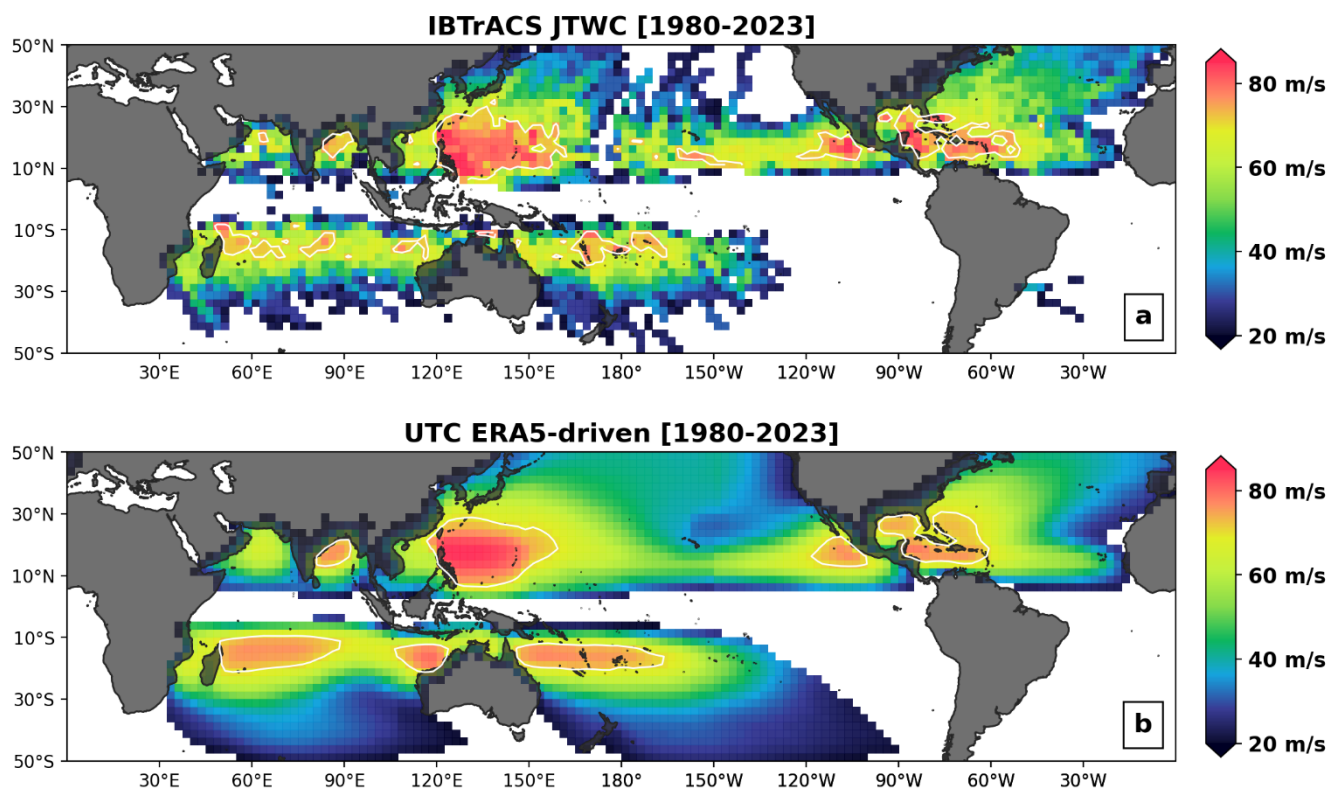 IBTrACS JTWC [1980-2023]
50°N
30°N
10°N
10°S
30°S
50°S
30°E 60°E 90°E 120°E 150°E 180° 150°W 120°W 90°W 60°W 30°W
a
80 m/s
60 m/s
40 m/s
20 m/s
UTC ERA5-driven [1980-2023]
50°N
30°N
10°N
10°S
30°S
50°S
30°E 60°E 90°E 120°E 150°E 180° 150°W 120°W 90°W 60°W 30°W
b
80 m/s
60 m/s
40 m/s
20 m/s